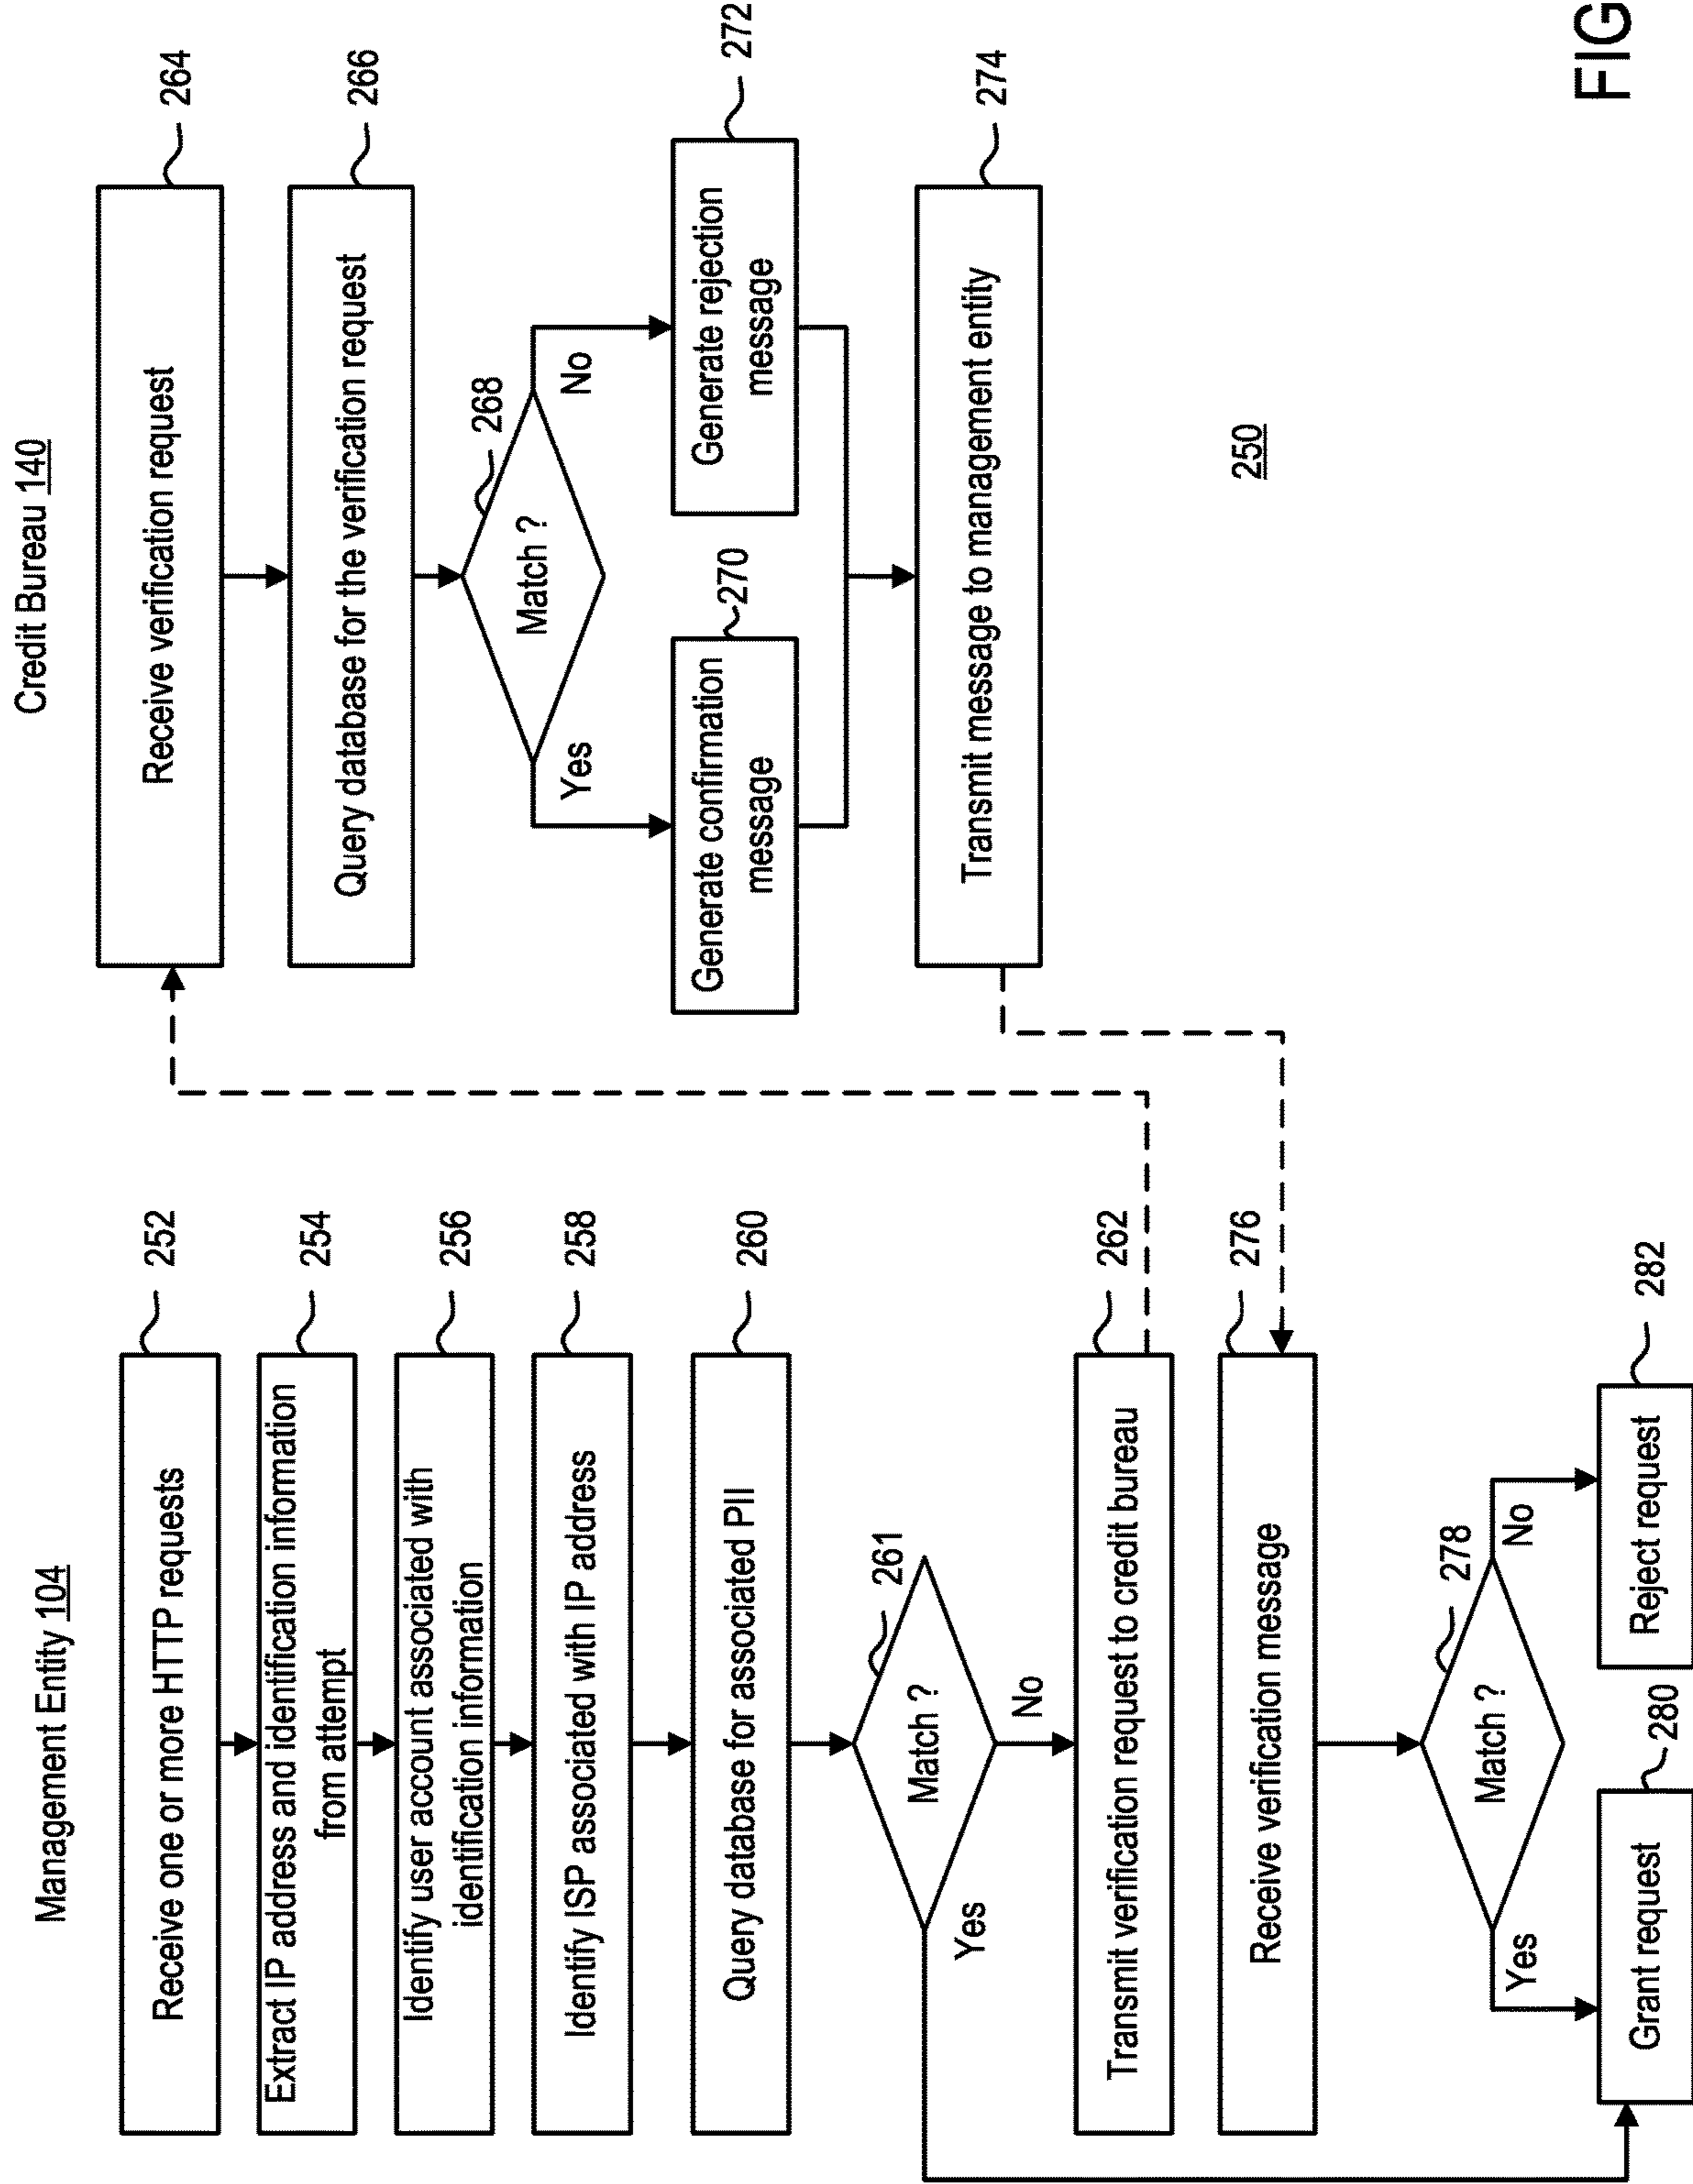 Management Entity 104
Receive one or more HTTP requests
252
Extract IP address and identification information
from attempt
254
Identify user account associated with
identification information
256
Identify ISP associated with IP address
258
Query database for associated PII
260
Match ?
261
Yes
No
Transmit verification request to credit bureau
262
Receive verification message
276
Match ?
278
Yes
No
Grant request
280
Reject request
282
Credit Bureau 140
Receive verification request
264
Query database for the verification request
266
Match ?
268
Yes
No
Generate confirmation
message
270
Generate rejection
message
272
Transmit message to management entity
274
250
FIG